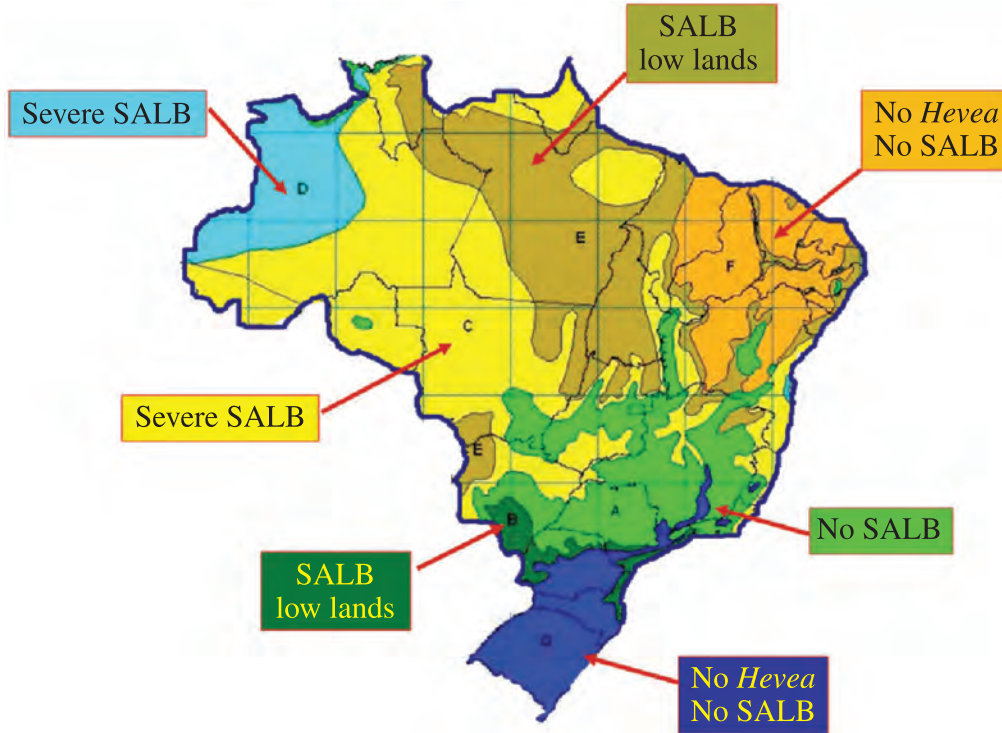 SALB
low lands
Severe SALB
No Hevea
No SALB
D
E
F
C
Severe SALB
E
B
A
No SALB
SALB
low lands
G
No Hevea
No SALB